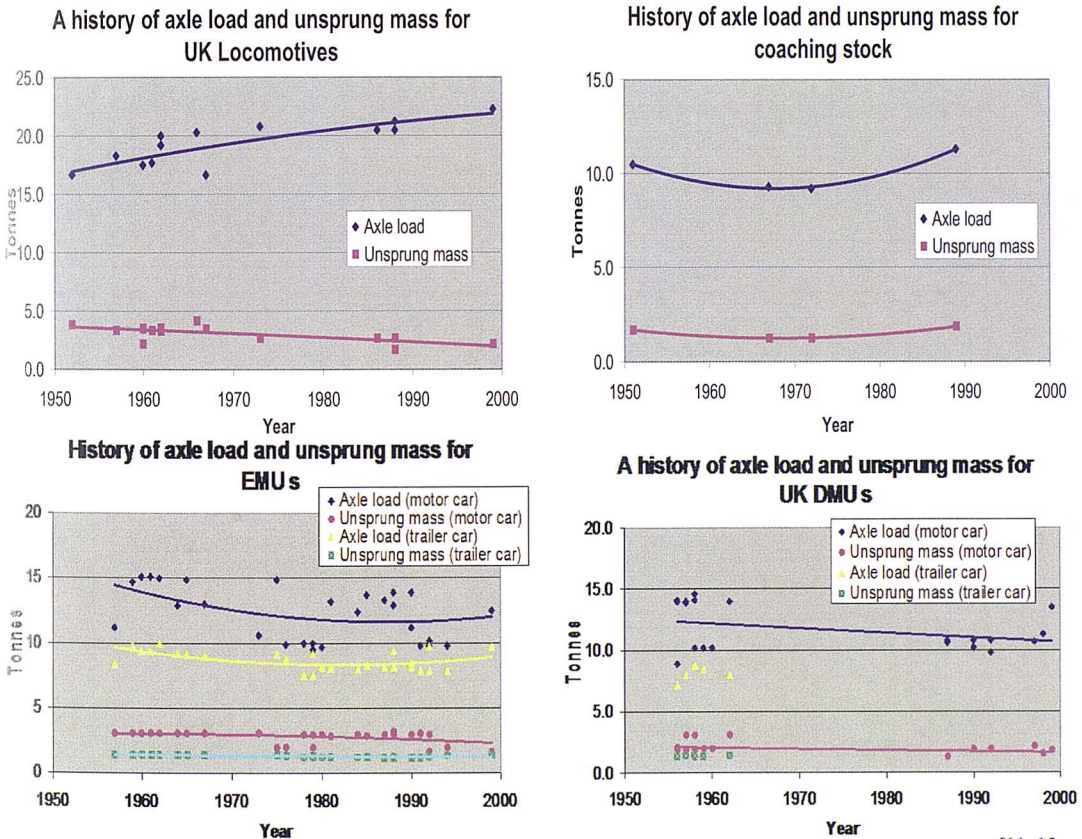 A history of axle load and unsprung mass for
UK Locomotives
25.0
20.0
15.0
10.0
5.0
0.0
Tonnes
Axle load
Unsprung mass
1950 1960 1970 1980 1990 2000
Year
History of axle load and unsprung mass for
coaching stock
15.0
10.0
5.0
0.0
Tonnes
Axle load
Unsprung mass
1950 1960 1970 1980 1990 2000
Year
History of axle load and unsprung mass for
EMUs
Axle load (motor car)
Unsprung mass (motor car)
Axle load (trailer car)
Unsprung mass (trailer car)
20
15
10
5
0
Tonnes
1950 1960 1970 1980 1990 2000
Year
A history of axle load and unsprung mass for
UK DMUs
Axle load (motor car)
Unsprung mass (motor car)
Axle load (trailer car)
Unsprung mass (trailer car)
20.0
15.0
10.0
5.0
0.0
Tonnes
1950 1960 1970 1980 1990 2000
Year